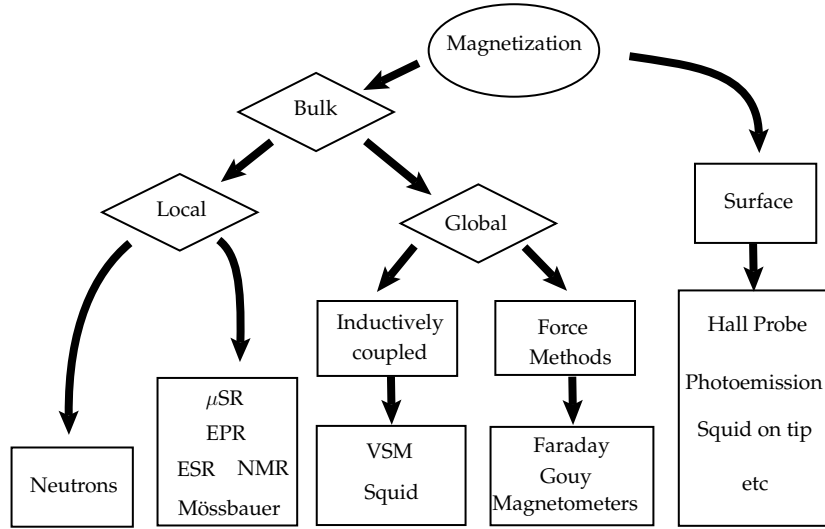 Magnetization
Bulk
Local
Global
Surface
Inductively
coupled
Force
Methods
Hall Probe
Photoemission
Squid on tip
etc
Neutrons
μSR
EPR
ESR NMR
Mössbauer
VSM
Squid
Faraday
Gouy
Magnetometers